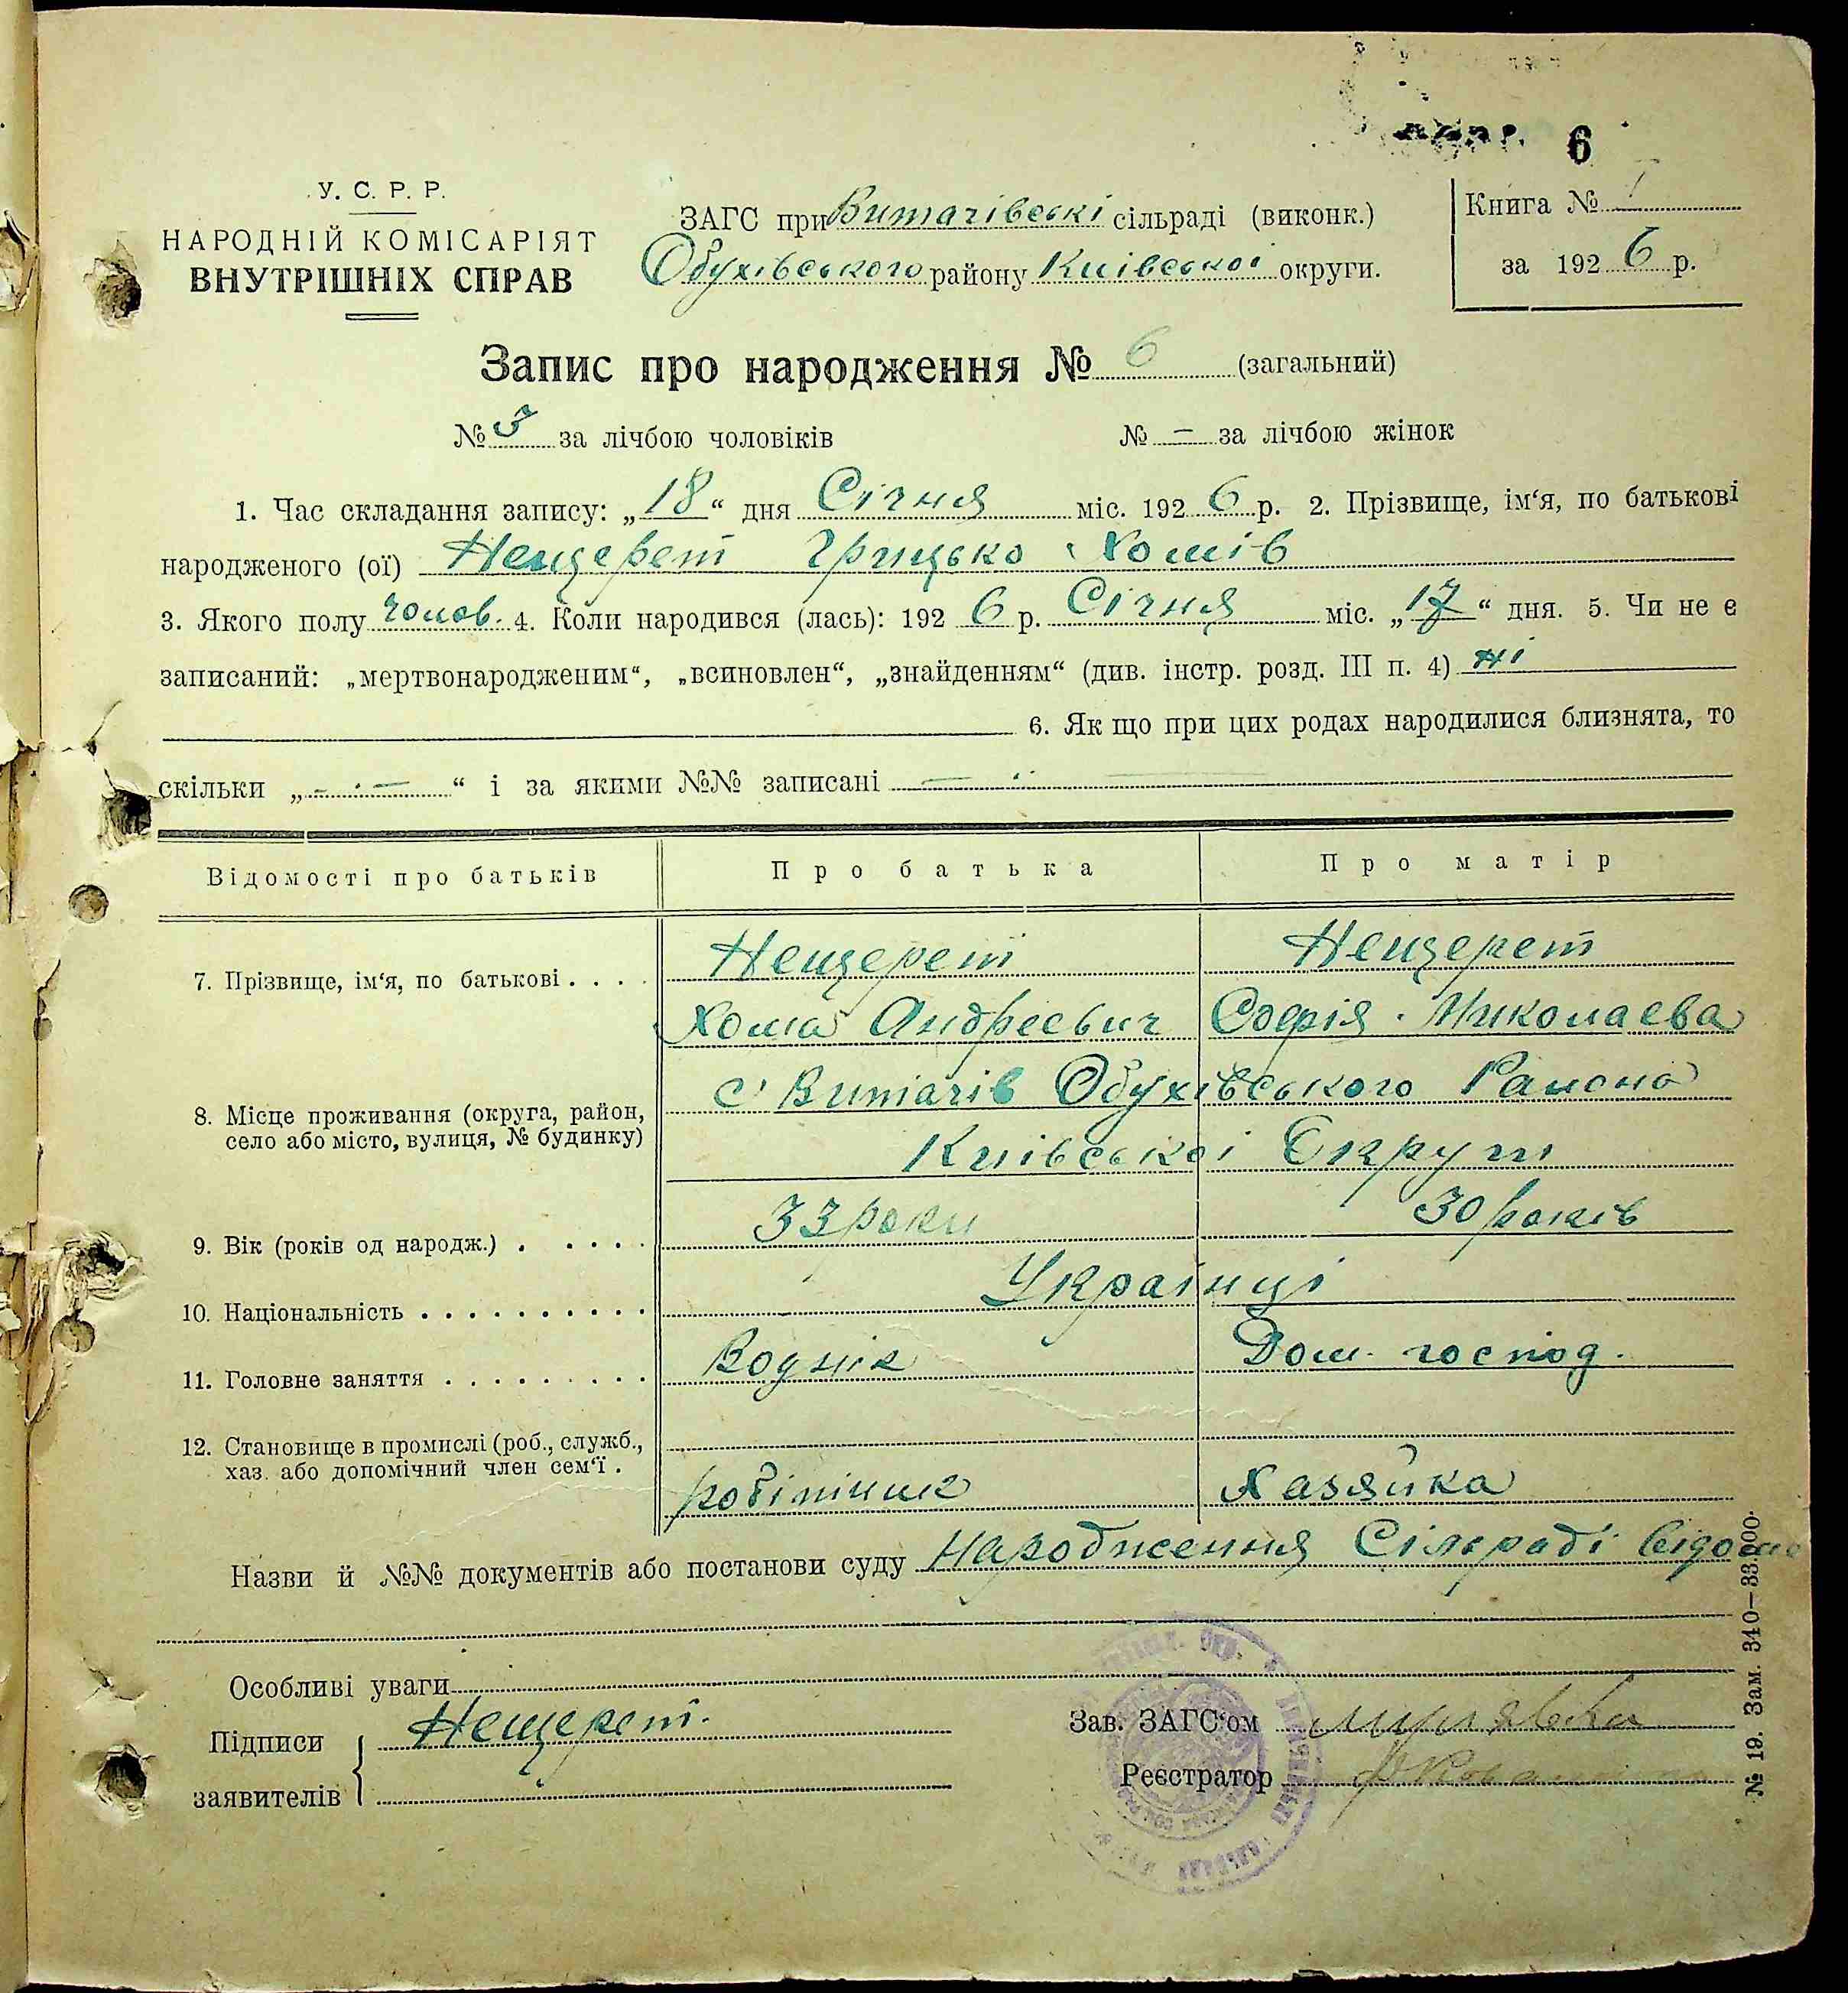 6
У. С. Р. Р.
НАРОДНІЙ КОМІСАРІЯТ
ВНУТРІШНІХ СПРАВ
ЗАГС при Витачівські сільраді (виконк.)
Обухівського району Київської округи.
Книга № 1
за 1926 р.
Запис про народження № 6 (загальний)
№ 3 за лічбою чоловіків № — за лічбою жінок
1. Час складання запису: „18“ дня Січня міс. 1926 р. 2. Прізвище, ім‘я, по батькові
народженого (ої) Нещерет Грицько Хомів
3. Якого полу чолов. 4. Коли народився (лась): 1926 р. Січня міс. „17“ дня. 5. Чи не є
записаний: „мертвонародженим“, „всиновлен“, „знайденням“ (див. інстр. розд. III п. 4) ні
6. Як що при цих родах народилися близнята, то
скільки „—“ і за якими №№ записані —
Відомості про батьків Про батька Про матір
7. Прізвище, ім‘я, по батькові . . . . Нещерет Нещерет
Хома Андреевич Софія Миколаева
8. Місце проживання (округа, район, с. Витачів Обухівського Района
село або місто, вулиця, № будинку) Київськоі Округи
9. Вік (років од народж.) . . . . . 33 роки 30 років
10. Національність . . . . . . . . . . Украінці
11. Головне заняття . . . . . . . . . Водник Дом. господ.
12. Становище в промислі (роб., служб.,
хаз. або допомічний член сем‘ї . робітник Хазяйка
Назви й №№ документів або постанови суду Народження Сільраді відоме
Особливі уваги
Підписи Нещерет.
заявителів
Зав. ЗАГС‘ом
Реєстратор
№ 19. Зам. 340—33.000.